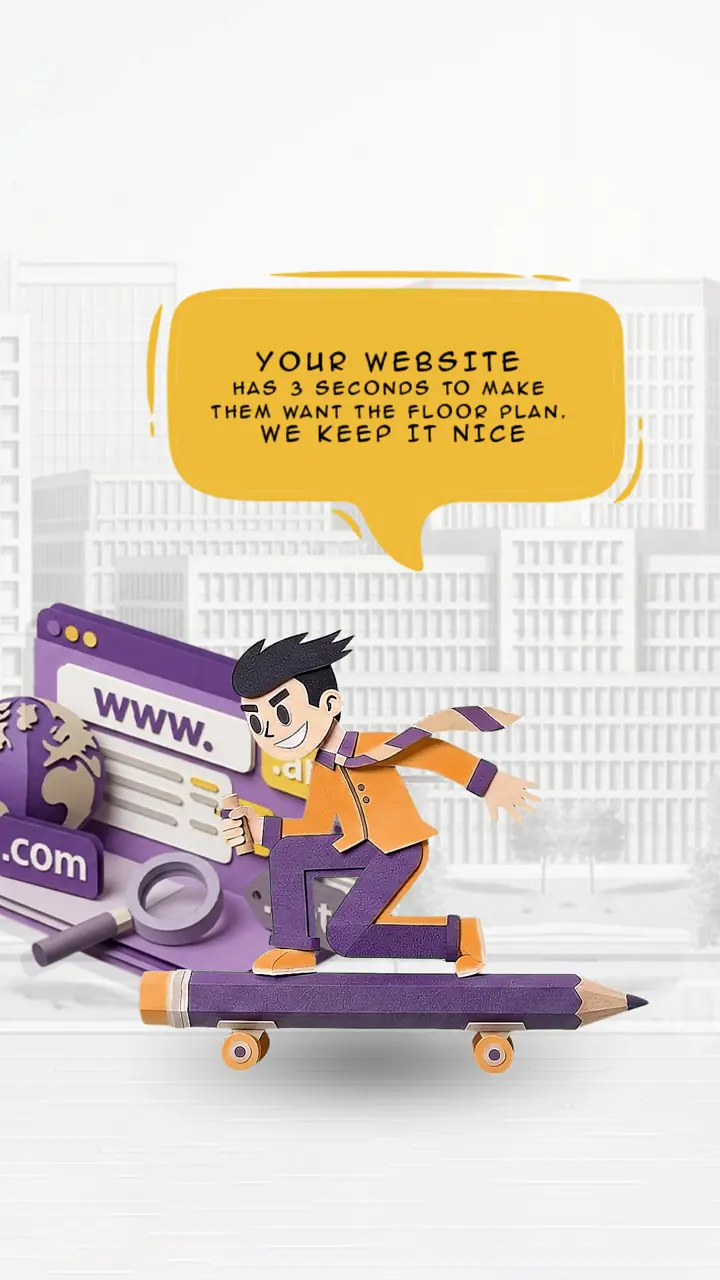 YOUR WEBSITE
HAS 3 SECONDS TO MAKE
THEM WANT THE FLOOR PLAN.
WE KEEP IT NICE
www.
.com